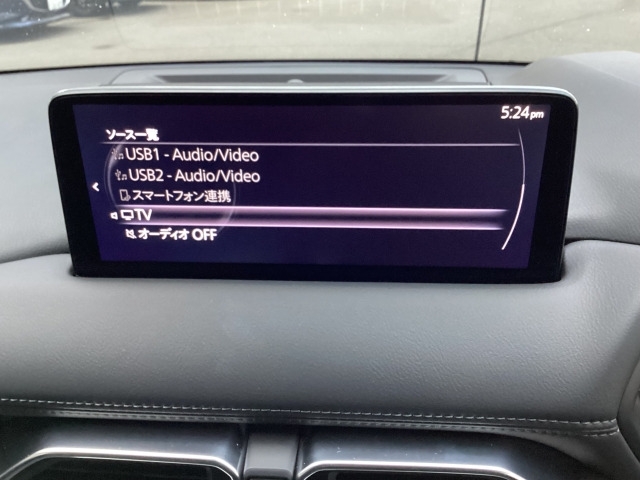 5:24pm
ソース一覧
USB1 - Audio/Video
USB2 - Audio/Video
スマートフォン連携
TV
オーディオ OFF